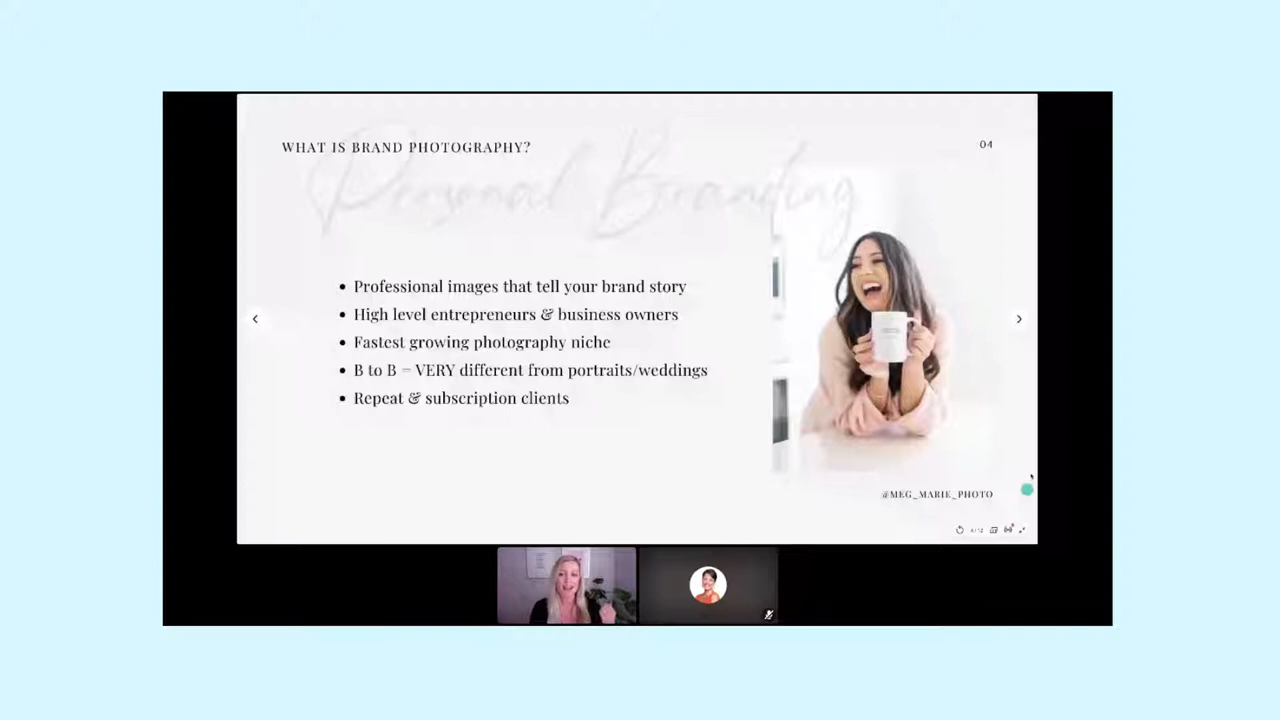 WHAT IS BRAND PHOTOGRAPHY?
04
Personal Branding
• Professional images that tell your brand story
• High level entrepreneurs & business owners
• Fastest growing photography niche
• B to B = VERY different from portraits/weddings
• Repeat & subscription clients
@MEG_MARIE_PHOTO